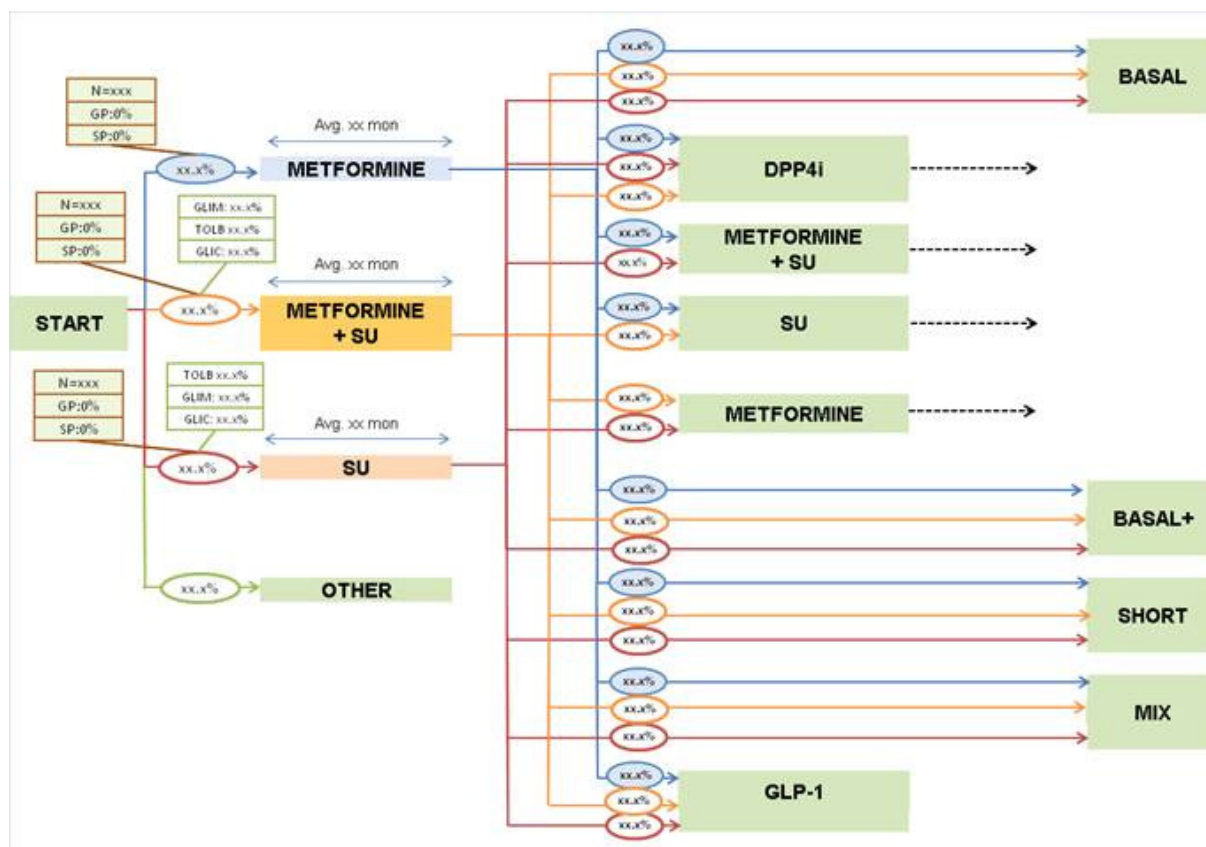 xx.x%
xx.x%
xx.x%
BASAL
N=xxx
GP:0%
SP:0%
Avg. xx mon
xx.x%
METFORMINE
xx.x%
xx.x%
xx.x%
DPP4i
N=xxx
GP:0%
SP:0%
GLIM: xx.x%
TOLB xx.x%
GLIC: xx.x%
xx.x%
xx.x%
METFORMINE
+ SU
Avg. xx mon
START
xx.x%
METFORMINE
+ SU
xx.x%
xx.x%
SU
N=xxx
GP:0%
SP:0%
TOLB xx.x%
GLIM: xx.x%
GLIC: xx.x%
xx.x%
xx.x%
METFORMINE
Avg. xx mon
xx.x%
SU
xx.x%
xx.x%
xx.x%
BASAL+
xx.x%
OTHER
xx.x%
xx.x%
xx.x%
SHORT
xx.x%
xx.x%
xx.x%
MIX
xx.x%
xx.x%
xx.x%
GLP-1